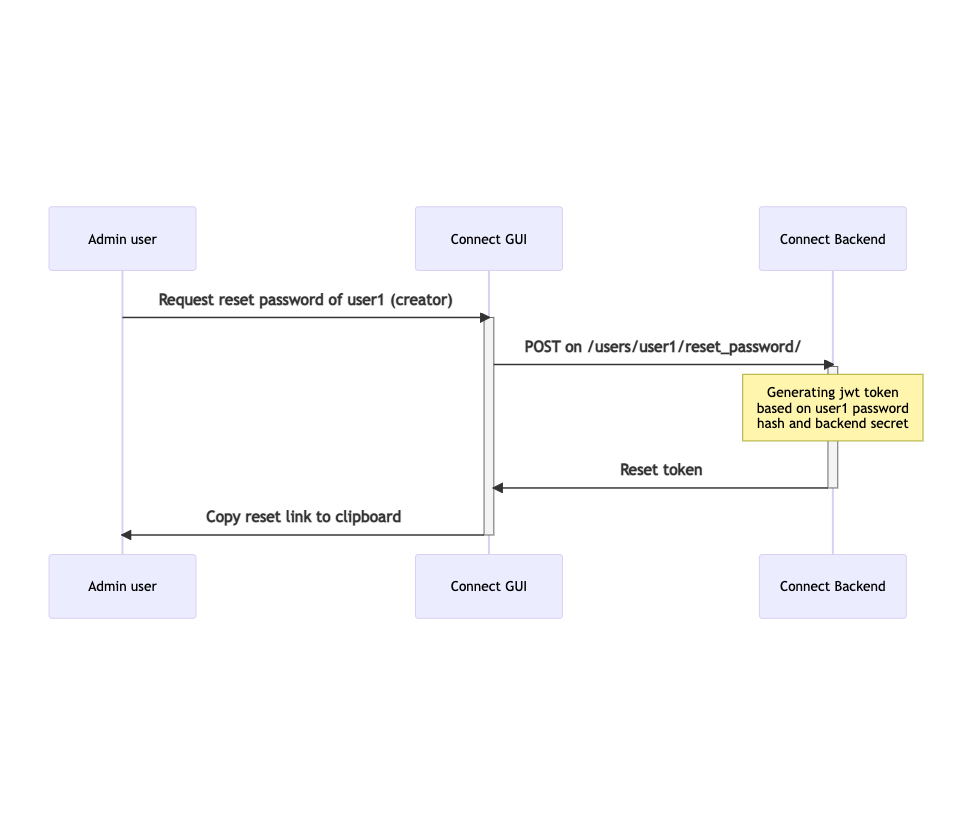 Admin user
Connect GUI
Connect Backend
Request reset password of user1 (creator)
POST on /users/user1/reset_password/
Generating jwt token
based on user1 password
hash and backend secret
Reset token
Copy reset link to clipboard
Admin user
Connect GUI
Connect Backend